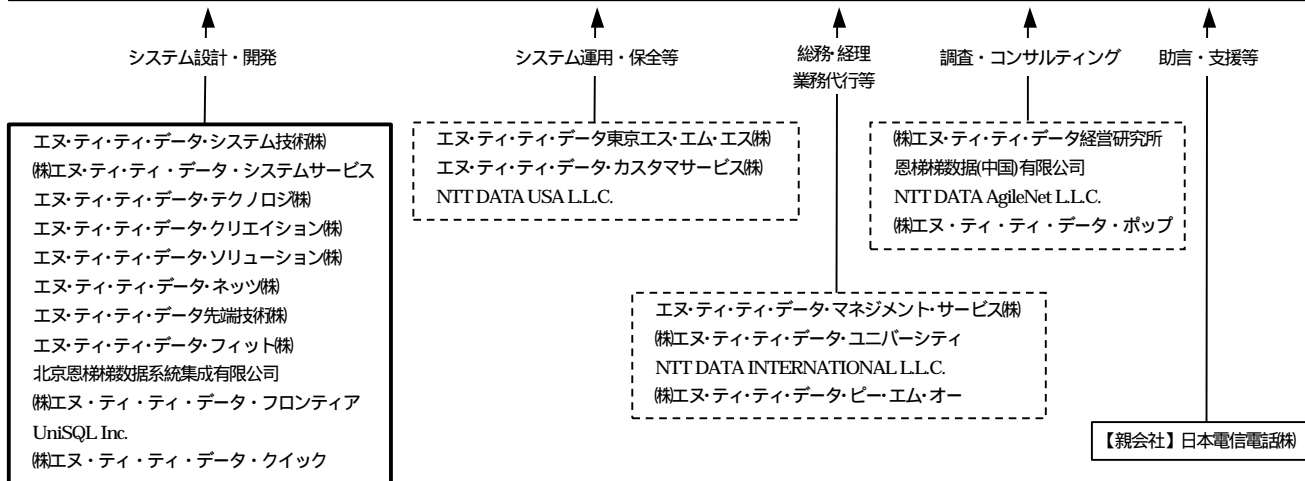 システム設計・開発
システム運用・保全等
総務・経理
業務代行等
調査・コンサルティング
助言・支援等
エヌ・ティ・ティ・データ・システム技術㈱
㈱エヌ・ティ・ティ・データ・システムサービス
エヌ・ティ・ティ・データ・テクノロジ㈱
エヌ・ティ・ティ・データ・クリエイション㈱
エヌ・ティ・ティ・データ・ソリューション㈱
エヌ・ティ・ティ・データ・ネッツ㈱
エヌ・ティ・ティ・データ先端技術㈱
エヌ・ティ・ティ・データ・フィット㈱
北京恩梯梯数据系統集成有限公司
㈱エヌ・ティ・ティ・データ・フロンティア
UniSQL Inc.
㈱エヌ・ティ・ティ・データ・クイック
エヌ・ティ・ティ・データ東京エス・エム・エス㈱
エヌ・ティ・ティ・データ・カスタマサービス㈱
NTT DATA USA L.L.C.
エヌ・ティ・ティ・データ・マネジメント・サービス㈱
㈱エヌ・ティ・ティ・データ・ユニバーシティ
NTT DATA INTERNATIONAL L.L.C.
㈱エヌ・ティ・ティ・データ・ピー・エム・オー
㈱エヌ・ティ・ティ・データ経営研究所
恩梯梯数据(中国)有限公司
NTT DATA AgileNet L.L.C.
㈱エヌ・ティ・ティ・データ・ポップ
【親会社】日本電信電話㈱